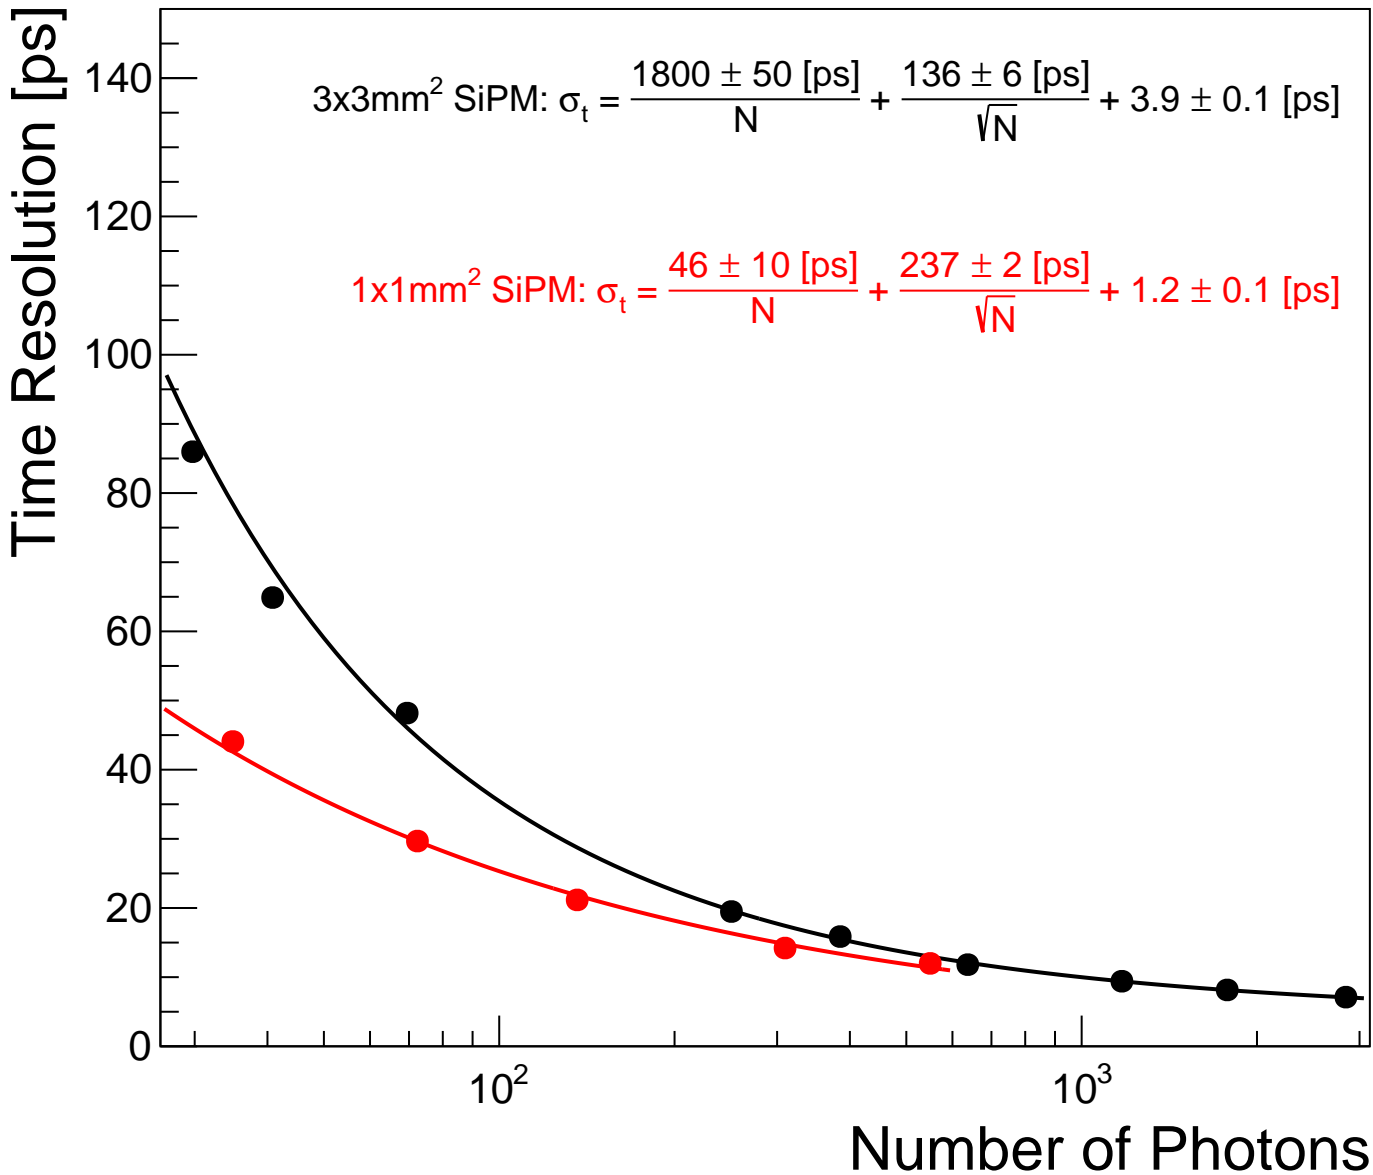 Time Resolution [ps]
140
120
100
80
60
40
20
0
3x3mm² SiPM: σₜ = 1800 ± 50 [ps] / N + 136 ± 6 [ps] / √N + 3.9 ± 0.1 [ps]
1x1mm² SiPM: σₜ = 46 ± 10 [ps] / N + 237 ± 2 [ps] / √N + 1.2 ± 0.1 [ps]
10² 10³
Number of Photons